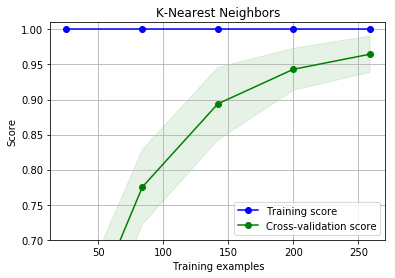 K-Nearest Neighbors
1.00
0.95
0.90
0.85
0.80
0.75
0.70
Score
50
100
150
200
250
Training examples
Training score
Cross-validation score